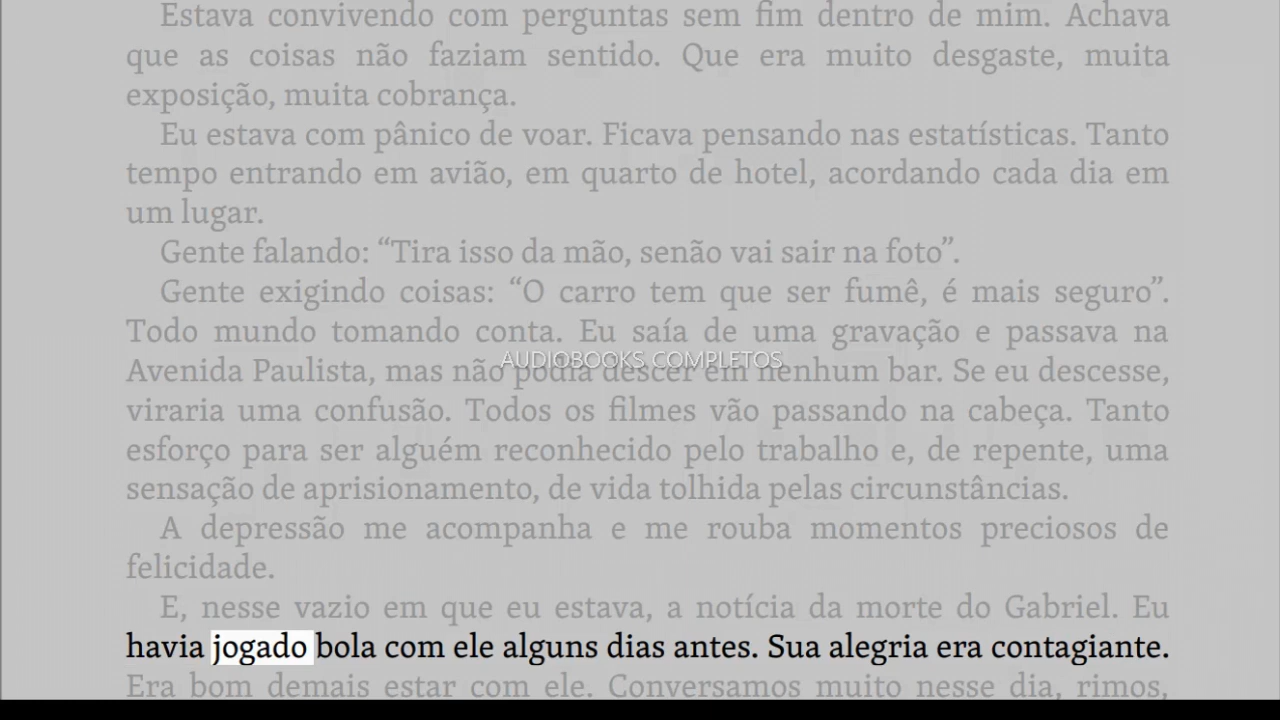 Estava convivendo com perguntas sem fim dentro de mim. Achava
que as coisas não faziam sentido. Que era muito desgaste, muita
exposição, muita cobrança.
Eu estava com pânico de voar. Ficava pensando nas estatísticas. Tanto
tempo entrando em avião, em quarto de hotel, acordando cada dia em
um lugar.
Gente falando: “Tira isso da mão, senão vai sair na foto”.
Gente exigindo coisas: “O carro tem que ser fumê, é mais seguro”.
Todo mundo tomando conta. Eu saía de uma gravação e passava na
AUDIOBOOKS COMPLETOS
Avenida Paulista, mas não podia descer em nenhum bar. Se eu descesse,
viraria uma confusão. Todos os filmes vão passando na cabeça. Tanto
esforço para ser alguém reconhecido pelo trabalho e, de repente, uma
sensação de aprisionamento, de vida tolhida pelas circunstâncias.
A depressão me acompanha e me rouba momentos preciosos de
felicidade.
E, nesse vazio em que eu estava, a notícia da morte do Gabriel. Eu
havia jogado bola com ele alguns dias antes. Sua alegria era contagiante.
Era bom demais estar com ele. Conversamos muito nesse dia, rimos,